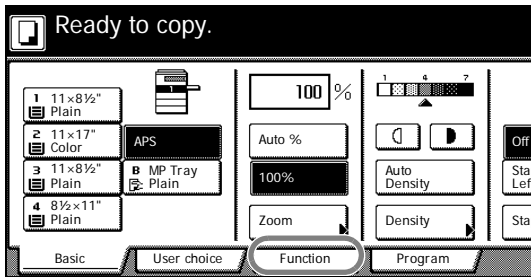 Ready to copy.
1 11×8½"
Plain
2 11×17"
Color
3 11×8½"
Plain
4 8½×11"
Plain
1
APS
B MP Tray
Plain
100 %
Auto %
100%
Zoom
1 4 7
Auto
Density
Density
Off
Sta
Lef
Sta
Basic
User choice
Function
Program